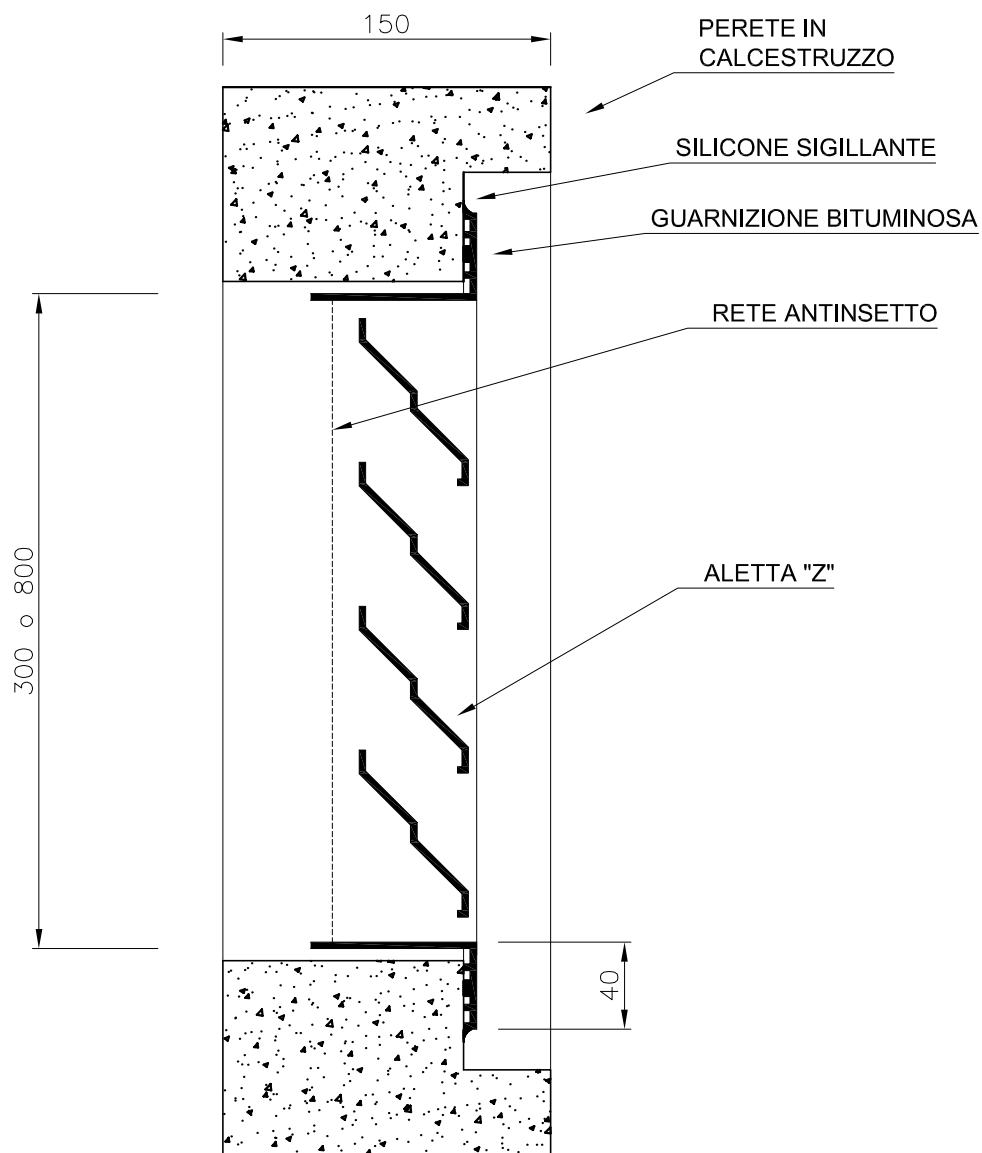 150
PERETE IN
CALCESTRUZZO
SILICONE SIGILLANTE
GUARNIZIONE BITUMINOSA
RETE ANTINSETTO
300 o 800
ALETTA "Z"
40